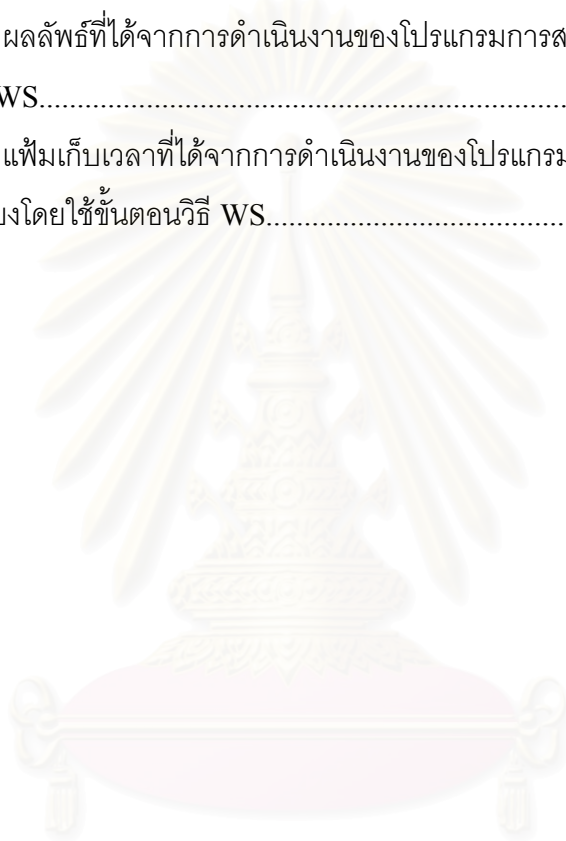 ผลลัพธ์ที่ได้จากการดำเนินงานของโปรแกรมการส
WS.....................................................................
แฟ้มเก็บเวลาที่ได้จากการดำเนินงานของโปรแกรม
โดยใช้ขั้นตอนวิธี WS.......................................